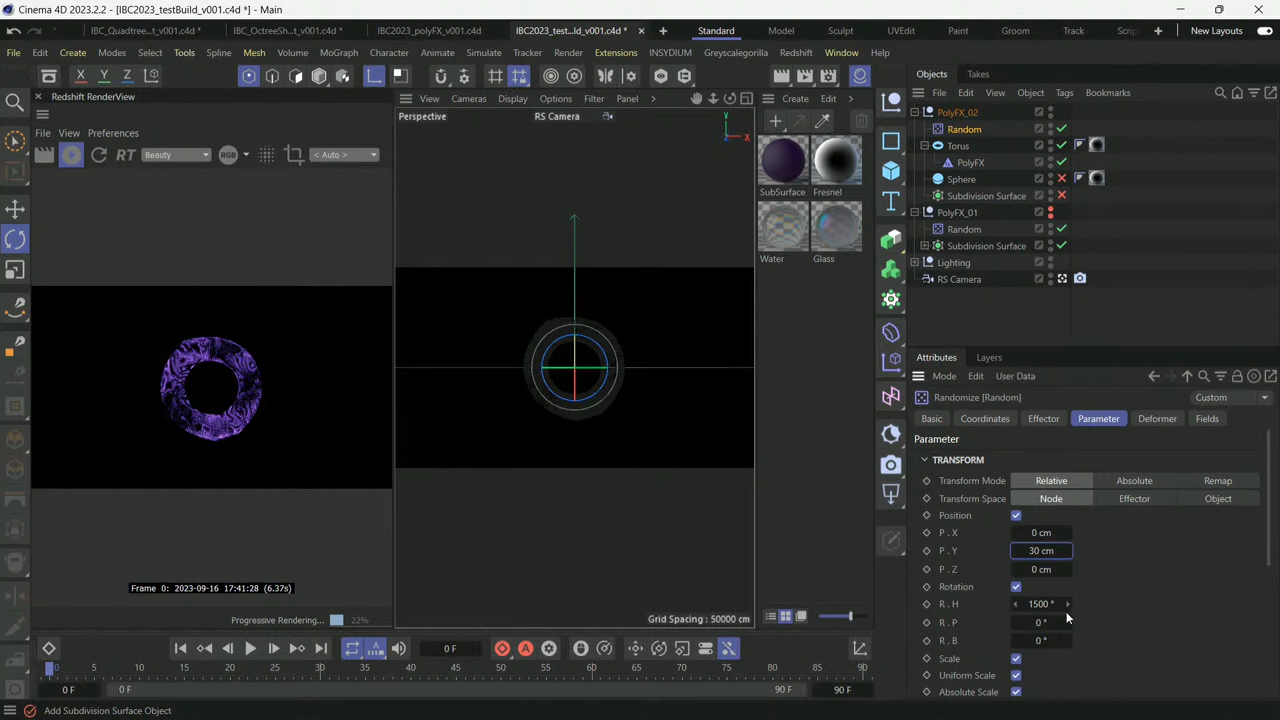 Cinema 4D 2023.2.2 - [IBC2023_testBuild_v001.c4d *] - Main
IBC_Quadtree... IBC_OctreeSh...t_v001.c4d * IBC2023_polyFX_v001.c4d IBC2023_test...ld_v001.c4d * Standard Model Sculpt UVEdit Paint Groom Track Scri New Layouts
File Edit Create Modes Select Tools Spline Mesh Volume MoGraph Character Animate Simulate Tracker Render Extensions INSYDIUM Greyscalegorilla Redshift Window Help
X Y Z
Objects Takes
Redshift RenderView
View Cameras Display Options Filter Panel
Create Edit
File Edit View Object Tags Bookmarks
File View Preferences
Perspective RS Camera
Y
X
Z
PolyFX_02
Random
Torus
PolyFX
Sphere
Subdivision Surface
PolyFX_01
Random
Subdivision Surface
Lighting
RS Camera
RT Beauty RGB < Auto >
SubSurface Fresnel
Water Glass
Attributes Layers
Mode Edit User Data
Randomize [Random] Custom
Basic Coordinates Effector Parameter Deformer Fields
Parameter
TRANSFORM
Transform Mode Relative Absolute Remap
Transform Space Node Effector Object
Position
P . X 0 cm
P . Y 30 cm
P . Z 0 cm
Rotation
R . H 1500 °
R . P 0 °
R . B 0 °
Scale
Uniform Scale
Absolute Scale
Frame 0: 2023-09-16 17:41:28 (6.37s)
Progressive Rendering... 22%
Grid Spacing : 50000 cm
0 F
0 5 10 15 20 25 30 35 40 45 50 55 60 65 70 75 80 85 90
0 F 0 F 90 F 90 F
Add Subdivision Surface Object